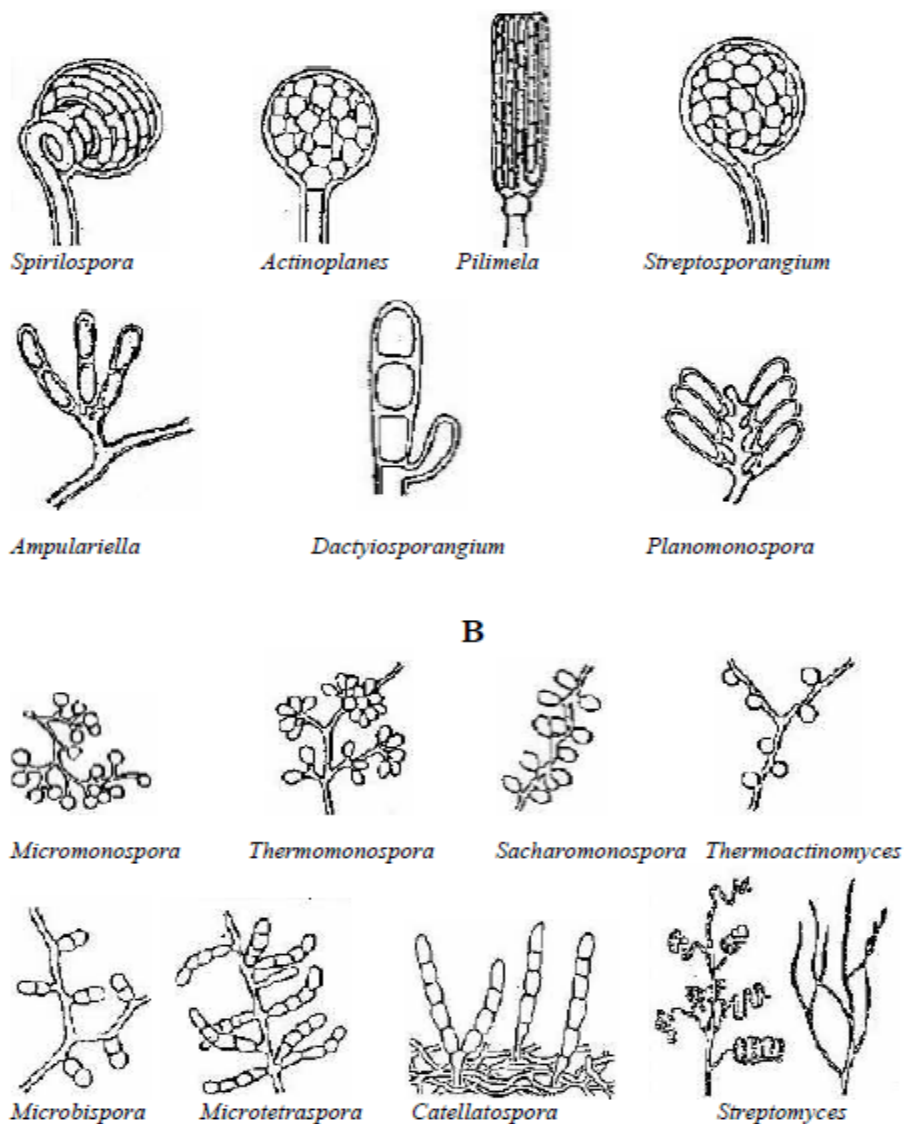 Spirilospora Actinoplanes Pilimela Streptosporangium
Ampulariella Dactyiosporangium Planomonospora
B
Micromonospora Thermomonospora Sacharomonospora Thermoactinomyces
Microbispora Microtetraspora Catellatospora Streptomyces